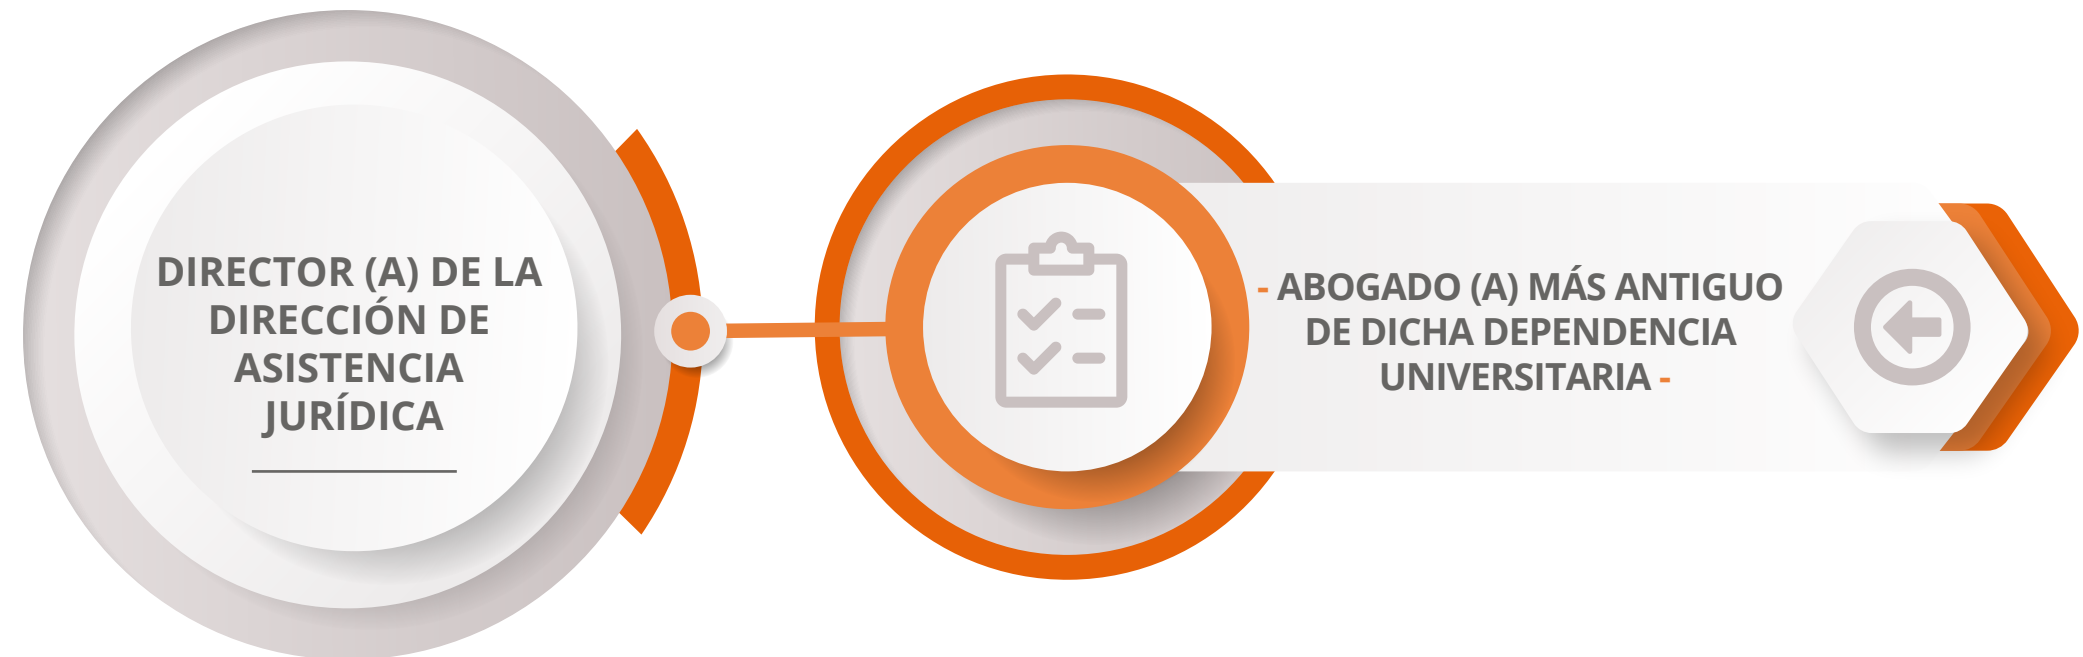 DIRECTOR (A) DE LA
DIRECCIÓN DE
ASISTENCIA
JURÍDICA
- ABOGADO (A) MÁS ANTIGUO
DE DICHA DEPENDENCIA
UNIVERSITARIA -